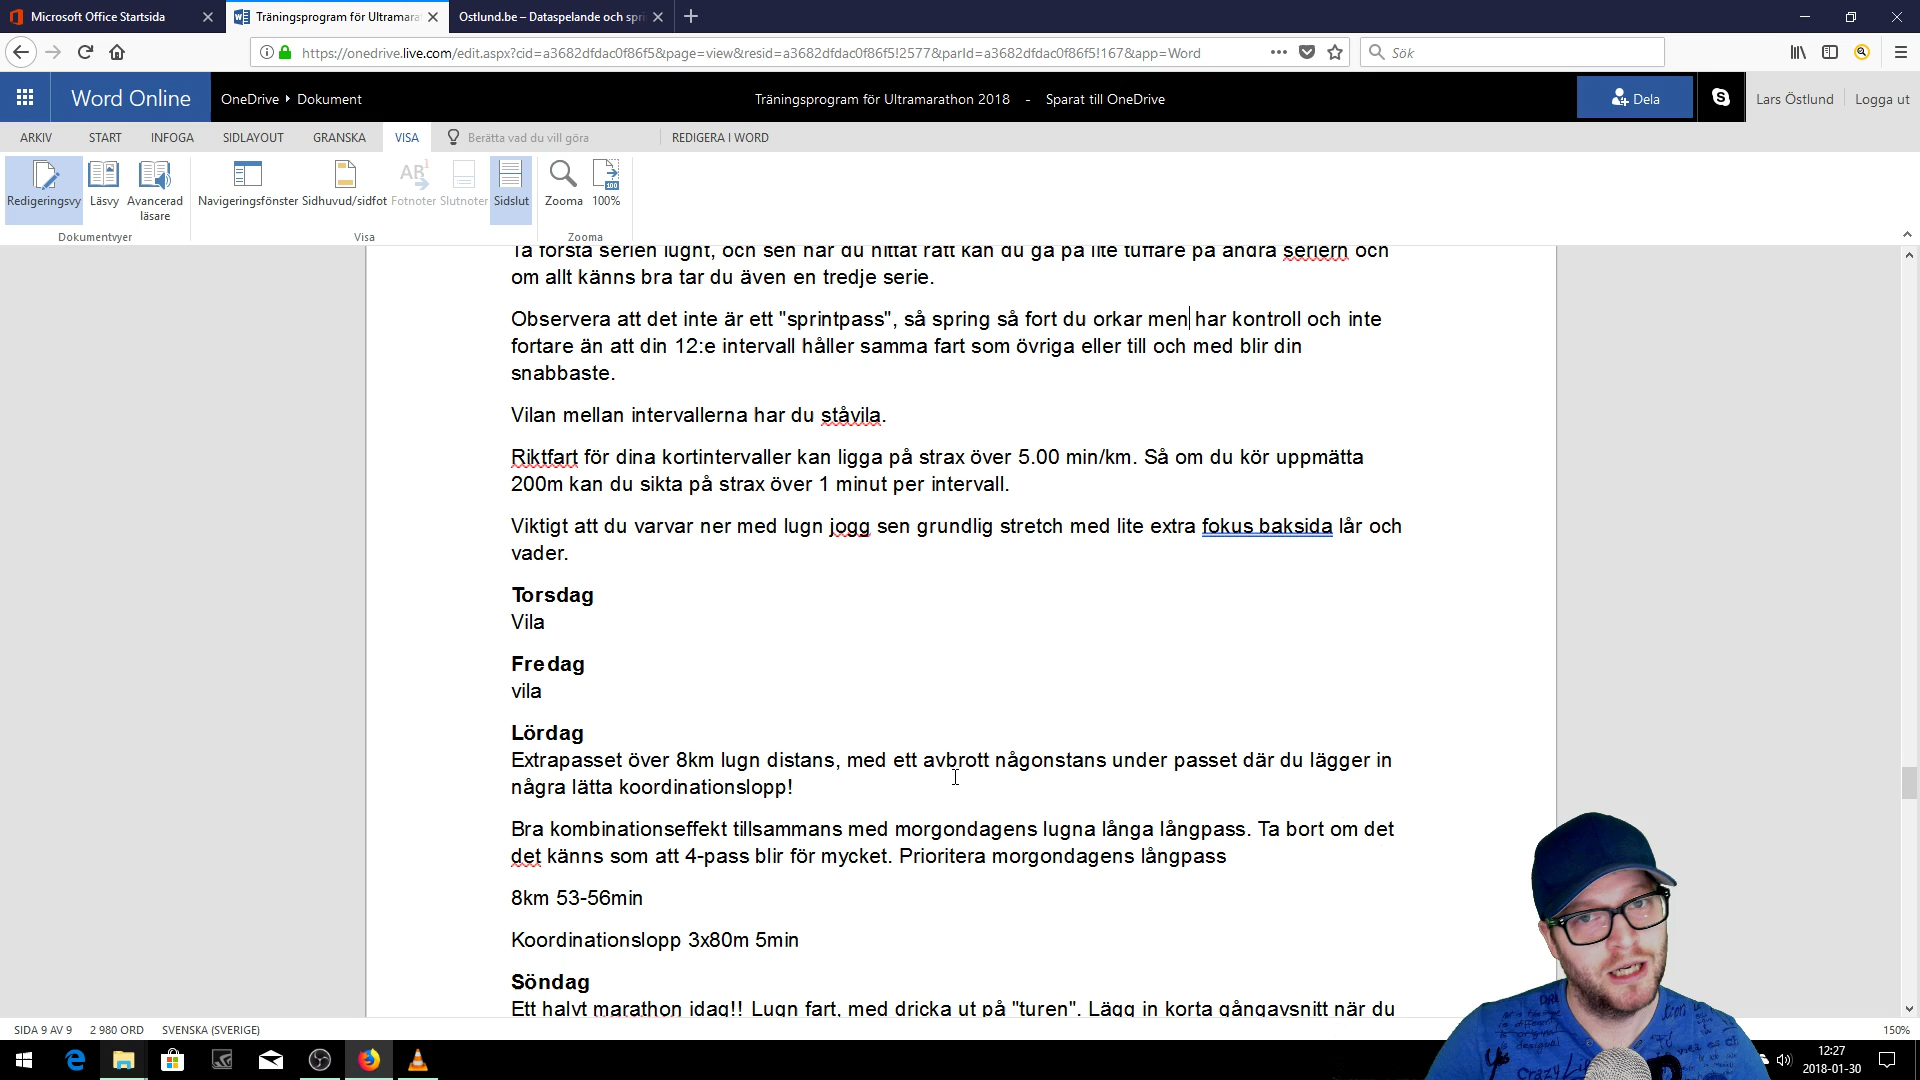 Microsoft Office Startsida
Träningsprogram för Ultramara
Ostlund.be – Dataspelande och spri
https://onedrive.live.com/edit.aspx?cid=a3682dfdac0f86f5&page=view&resid=a3682dfdac0f86f5!2577&parId=a3682dfdac0f86f5!167&app=Word
Sök
Word Online
OneDrive Dokument
Träningsprogram för Ultramarathon 2018 - Sparat till OneDrive
Dela
Lars Östlund
Logga ut
ARKIV START INFOGA SIDLAYOUT GRANSKA VISA Berätta vad du vill göra REDIGERA I WORD
Redigeringsvy Läsvy Avancerad läsare Navigeringsfönster Sidhuvud/sidfot Fotnoter Slutnoter Sidslut Zooma 100%
Dokumentvyer Visa Zooma
Ta första serien lugnt, och sen när du hittat rätt kan du gå på lite tuffare på andra seriern och
om allt känns bra tar du även en tredje serie.
Observera att det inte är ett "sprintpass", så spring så fort du orkar men har kontroll och inte
fortare än att din 12:e intervall håller samma fart som övriga eller till och med blir din
snabbaste.
Vilan mellan intervallerna har du ståvila.
Riktfart för dina kortintervaller kan ligga på strax över 5.00 min/km. Så om du kör uppmätta
200m kan du sikta på strax över 1 minut per intervall.
Viktigt att du varvar ner med lugn jogg sen grundlig stretch med lite extra fokus baksida lår och
vader.
Torsdag
Vila
Fredag
vila
Lördag
Extrapasset över 8km lugn distans, med ett avbrott någonstans under passet där du lägger in
några lätta koordinationslopp!
Bra kombinationseffekt tillsammans med morgondagens lugna långa långpass. Ta bort om det
det känns som att 4-pass blir för mycket. Prioritera morgondagens långpass
8km 53-56min
Koordinationslopp 3x80m 5min
Söndag
Ett halvt marathon idag!! Lugn fart, med dricka ut på "turen". Lägg in korta gångavsnitt när du
SIDA 9 AV 9 2 980 ORD SVENSKA (SVERIGE)
150%
12:27
2018-01-30